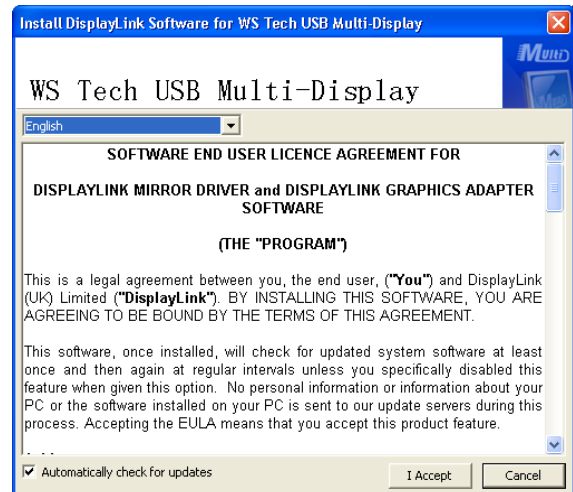 Install DisplayLink Software for WS Tech USB Multi-Display
WS Tech USB Multi-Display
Multi
English
SOFTWARE END USER LICENCE AGREEMENT FOR
DISPLAYLINK MIRROR DRIVER and DISPLAYLINK GRAPHICS ADAPTER
SOFTWARE
(THE "PROGRAM")
This is a legal agreement between you, the end user, ("You") and DisplayLink
(UK) Limited ("DisplayLink"). BY INSTALLING THIS SOFTWARE, YOU ARE
AGREEING TO BE BOUND BY THE TERMS OF THIS AGREEMENT.
This software, once installed, will check for updated system software at least
once and then again at regular intervals unless you specifically disabled this
feature when given this option. No personal information or information about your
PC or the software installed on your PC is sent to our update servers during this
process. Accepting the EULA means that you accept this product feature.
Automatically check for updates
I Accept
Cancel